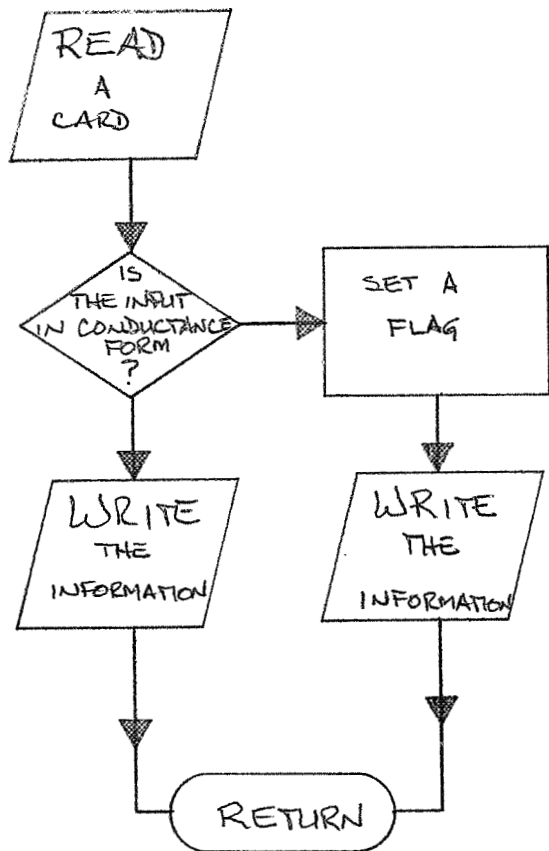 READ
A
CARD
IS
THE INPUT
IN CONDUCTANCE
FORM
?
SET A
FLAG
WRITE
THE
INFORMATION
WRITE
THE
INFORMATION
RETURN